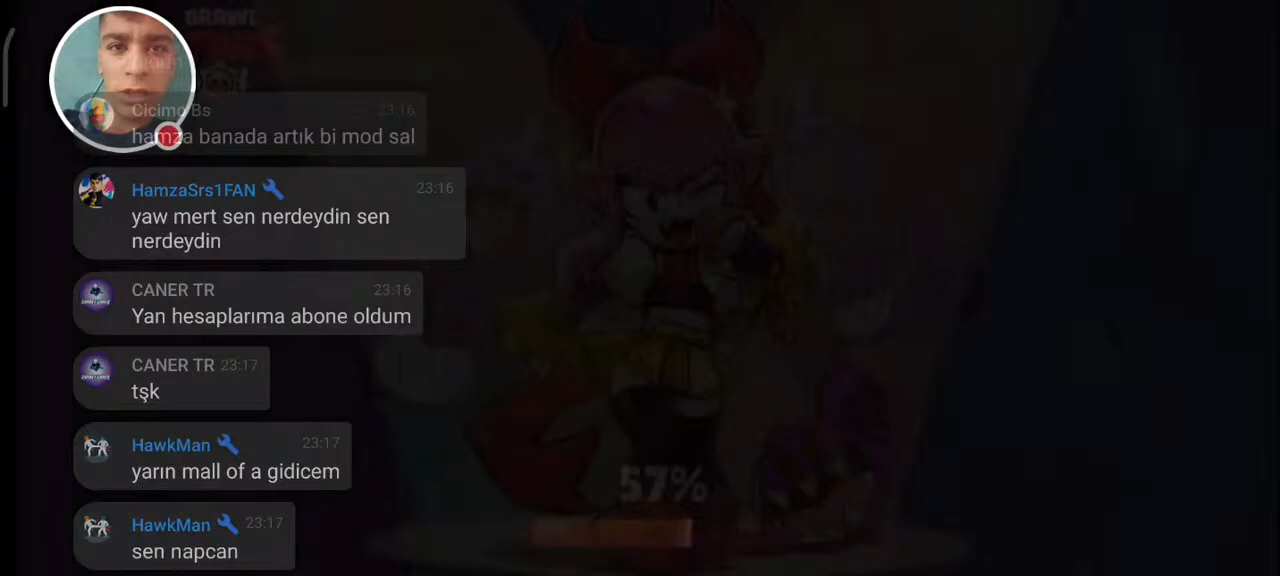 BRAWL
Cicimo Bs 23:16
hamza banada artık bi mod sal
HamzaSrs1FAN 23:16
yaw mert sen nerdeydin sen
nerdeydin
CANER TR 23:16
Yan hesaplarıma abone oldum
CANER TR 23:17
tşk
HawkMan 23:17
yarın mall of a gidicem
HawkMan 23:17
sen napcan
57%